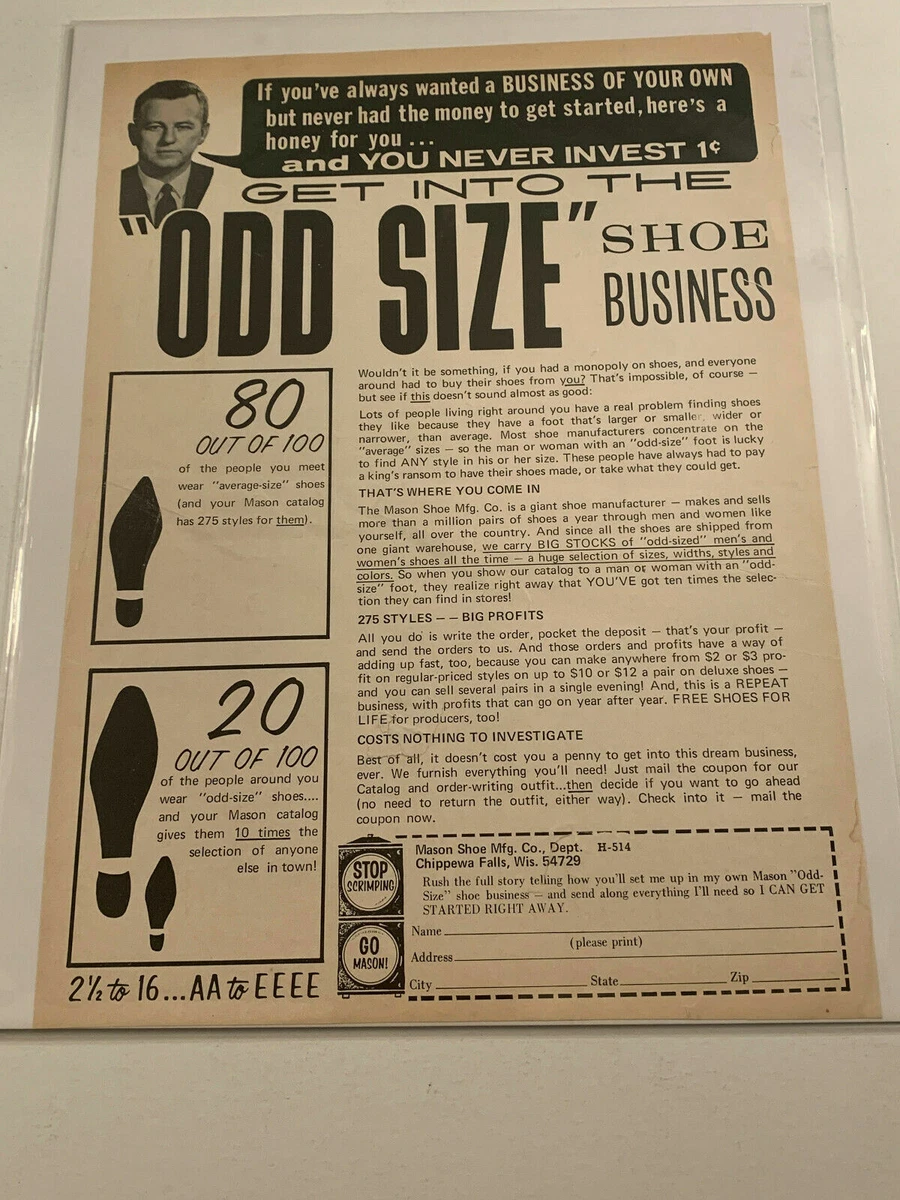 If you've always wanted a BUSINESS OF YOUR OWN
but never had the money to get started, here's a
honey for you ...
and YOU NEVER INVEST 1¢
GET INTO THE
"ODD SIZE" SHOE
BUSINESS
80
OUT OF 100
of the people you meet
wear "average-size" shoes
(and your Mason catalog
has 275 styles for them).
20
OUT OF 100
of the people around you
wear "odd-size" shoes....
and your Mason catalog
gives them 10 times the
selection of anyone
else in town!
2½ to 16...AA to EEEE
Wouldn't it be something, if you had a monopoly on shoes, and everyone
around had to buy their shoes from you? That's impossible, of course —
but see if this doesn't sound almost as good:
Lots of people living right around you have a real problem finding shoes
they like because they have a foot that's larger or smaller, wider or
narrower, than average. Most shoe manufacturers concentrate on the
"average" sizes — so the man or woman with an "odd-size" foot is lucky
to find ANY style in his or her size. These people have always had to pay
a king's ransom to have their shoes made, or take what they could get.
THAT'S WHERE YOU COME IN
The Mason Shoe Mfg. Co. is a giant shoe manufacturer — makes and sells
more than a million pairs of shoes a year through men and women like
yourself, all over the country. And since all the shoes are shipped from
one giant warehouse, we carry BIG STOCKS of "odd-sized" men's and
women's shoes all the time — a huge selection of sizes, widths, styles and
colors. So when you show our catalog to a man or woman with an "odd-
size" foot, they realize right away that YOU'VE got ten times the selec-
tion they can find in stores!
275 STYLES — — BIG PROFITS
All you do is write the order, pocket the deposit — that's your profit —
and send the orders to us. And those orders and profits have a way of
adding up fast, too, because you can make anywhere from $2 or $3 pro-
fit on regular-priced styles on up to $10 or $12 a pair on deluxe shoes —
and you can sell several pairs in a single evening! And, this is a REPEAT
business, with profits that can go on year after year. FREE SHOES FOR
LIFE for producers, too!
COSTS NOTHING TO INVESTIGATE
Best of all, it doesn't cost you a penny to get into this dream business,
ever. We furnish everything you'll need! Just mail the coupon for our
Catalog and order-writing outfit...then decide if you want to go ahead
(no need to return the outfit, either way). Check into it — mail the
coupon now.
STOP
SCRIMPING
GO
MASON!
Mason Shoe Mfg. Co., Dept. H-514
Chippewa Falls, Wis. 54729
Rush the full story telling how you'll set me up in my own Mason "Odd-
Size" shoe business — and send along everything I'll need so I CAN GET
STARTED RIGHT AWAY.
Name
(please print)
Address
City State Zip